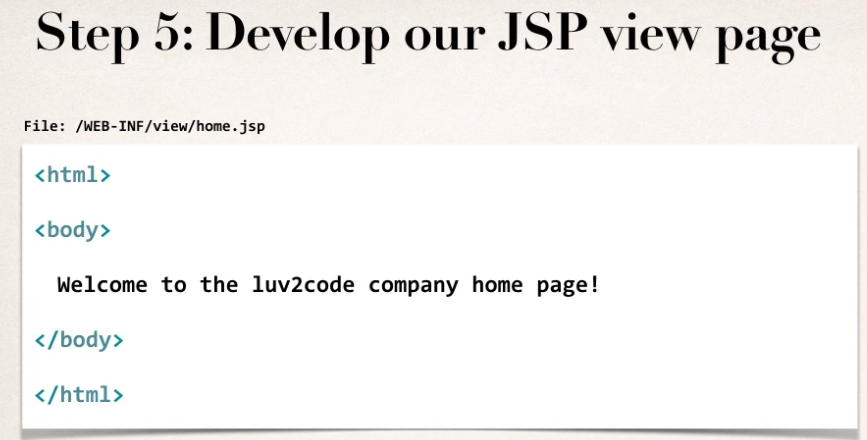 Step 5: Develop our JSP view page
File: /WEB-INF/view/home.jsp
<html>
<body>
Welcome to the luv2code company home page!
</body>
</html>